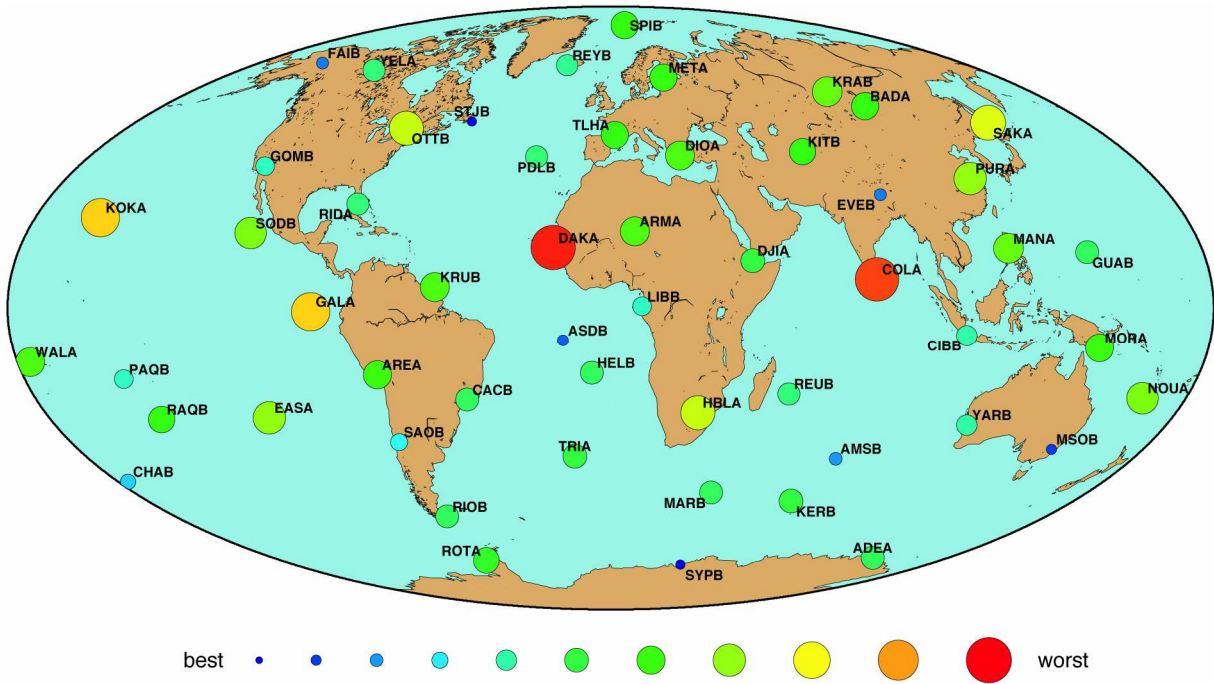 SPIB
FAIB
YELA
REYB
META
KRAB
BADA
STJB
OTTB
TLHA
SAKA
GOMB
PDLB
DIOA
KITB
PURA
EVEB
KOKA
RIDA
SODB
ARMA
DAKA
DJIA
MANA
GUAB
COLA
KRUB
GALA
LIBB
ASDB
CIBB
MORA
WALA
PAQB
AREA
HELB
REUB
CACB
NOUA
RAQB
EASA
HBLA
SAOB
YARB
TRIA
AMSB
MSOB
CHAB
MARB
KERB
RIOB
ROTA
ADEA
SYPB
best worst